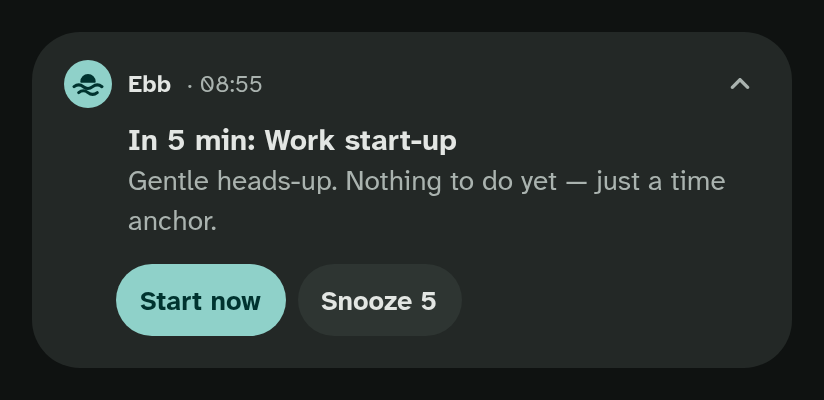 Ebb · 08:55
In 5 min: Work start-up
Gentle heads-up. Nothing to do yet — just a time
anchor.
Start now Snooze 5